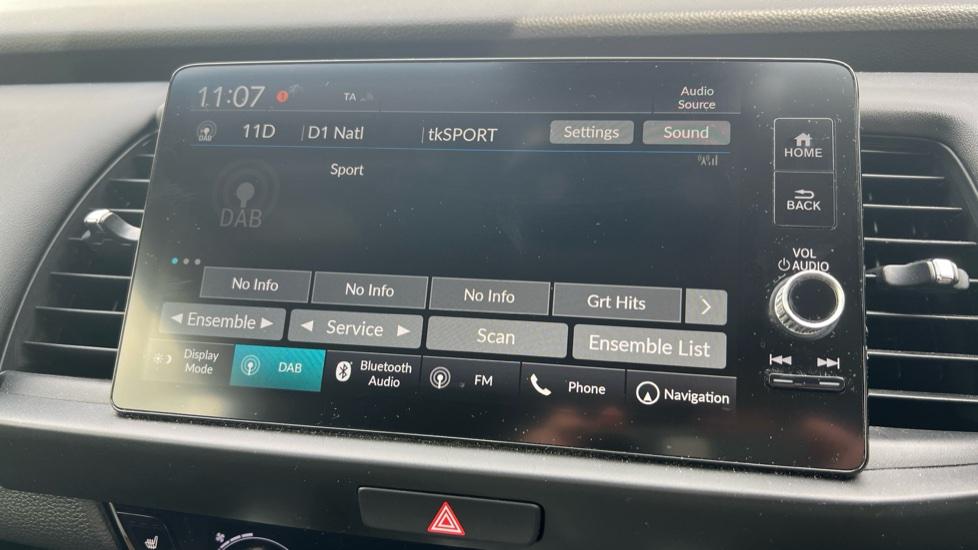 11:07 TA Audio Source
DAB 11D D1 Natl tkSPORT Settings Sound
Sport
DAB
HOME
BACK
VOL
AUDIO
No Info No Info No Info Grt Hits
Ensemble Service Scan Ensemble List
Display Mode DAB Bluetooth Audio FM Phone Navigation